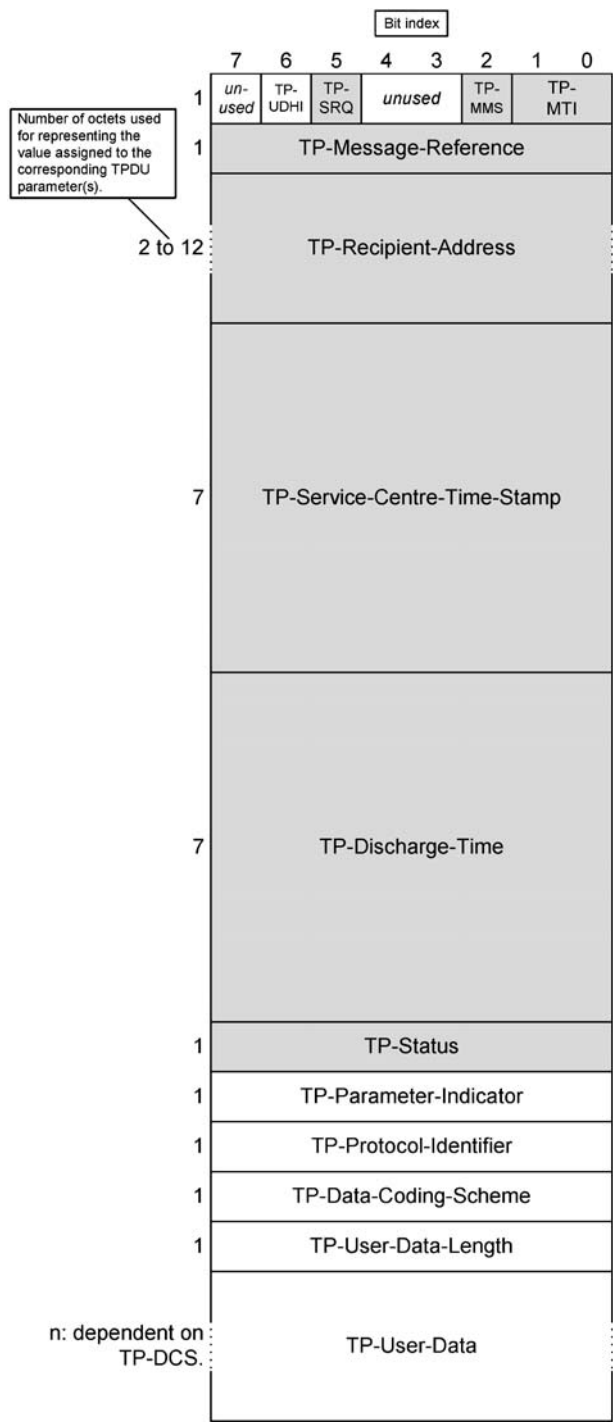 Bit index
7 6 5 4 3 2 1 0
1
un-
used
TP-
UDHI
TP-
SRQ
unused
TP-
MMS
TP-
MTI
Number of octets used
for representing the
value assigned to the
corresponding TPDU
parameter(s).
1 TP-Message-Reference
2 to 12 TP-Recipient-Address
7 TP-Service-Centre-Time-Stamp
7 TP-Discharge-Time
1 TP-Status
1 TP-Parameter-Indicator
1 TP-Protocol-Identifier
1 TP-Data-Coding-Scheme
1 TP-User-Data-Length
n: dependent on
TP-DCS.
TP-User-Data